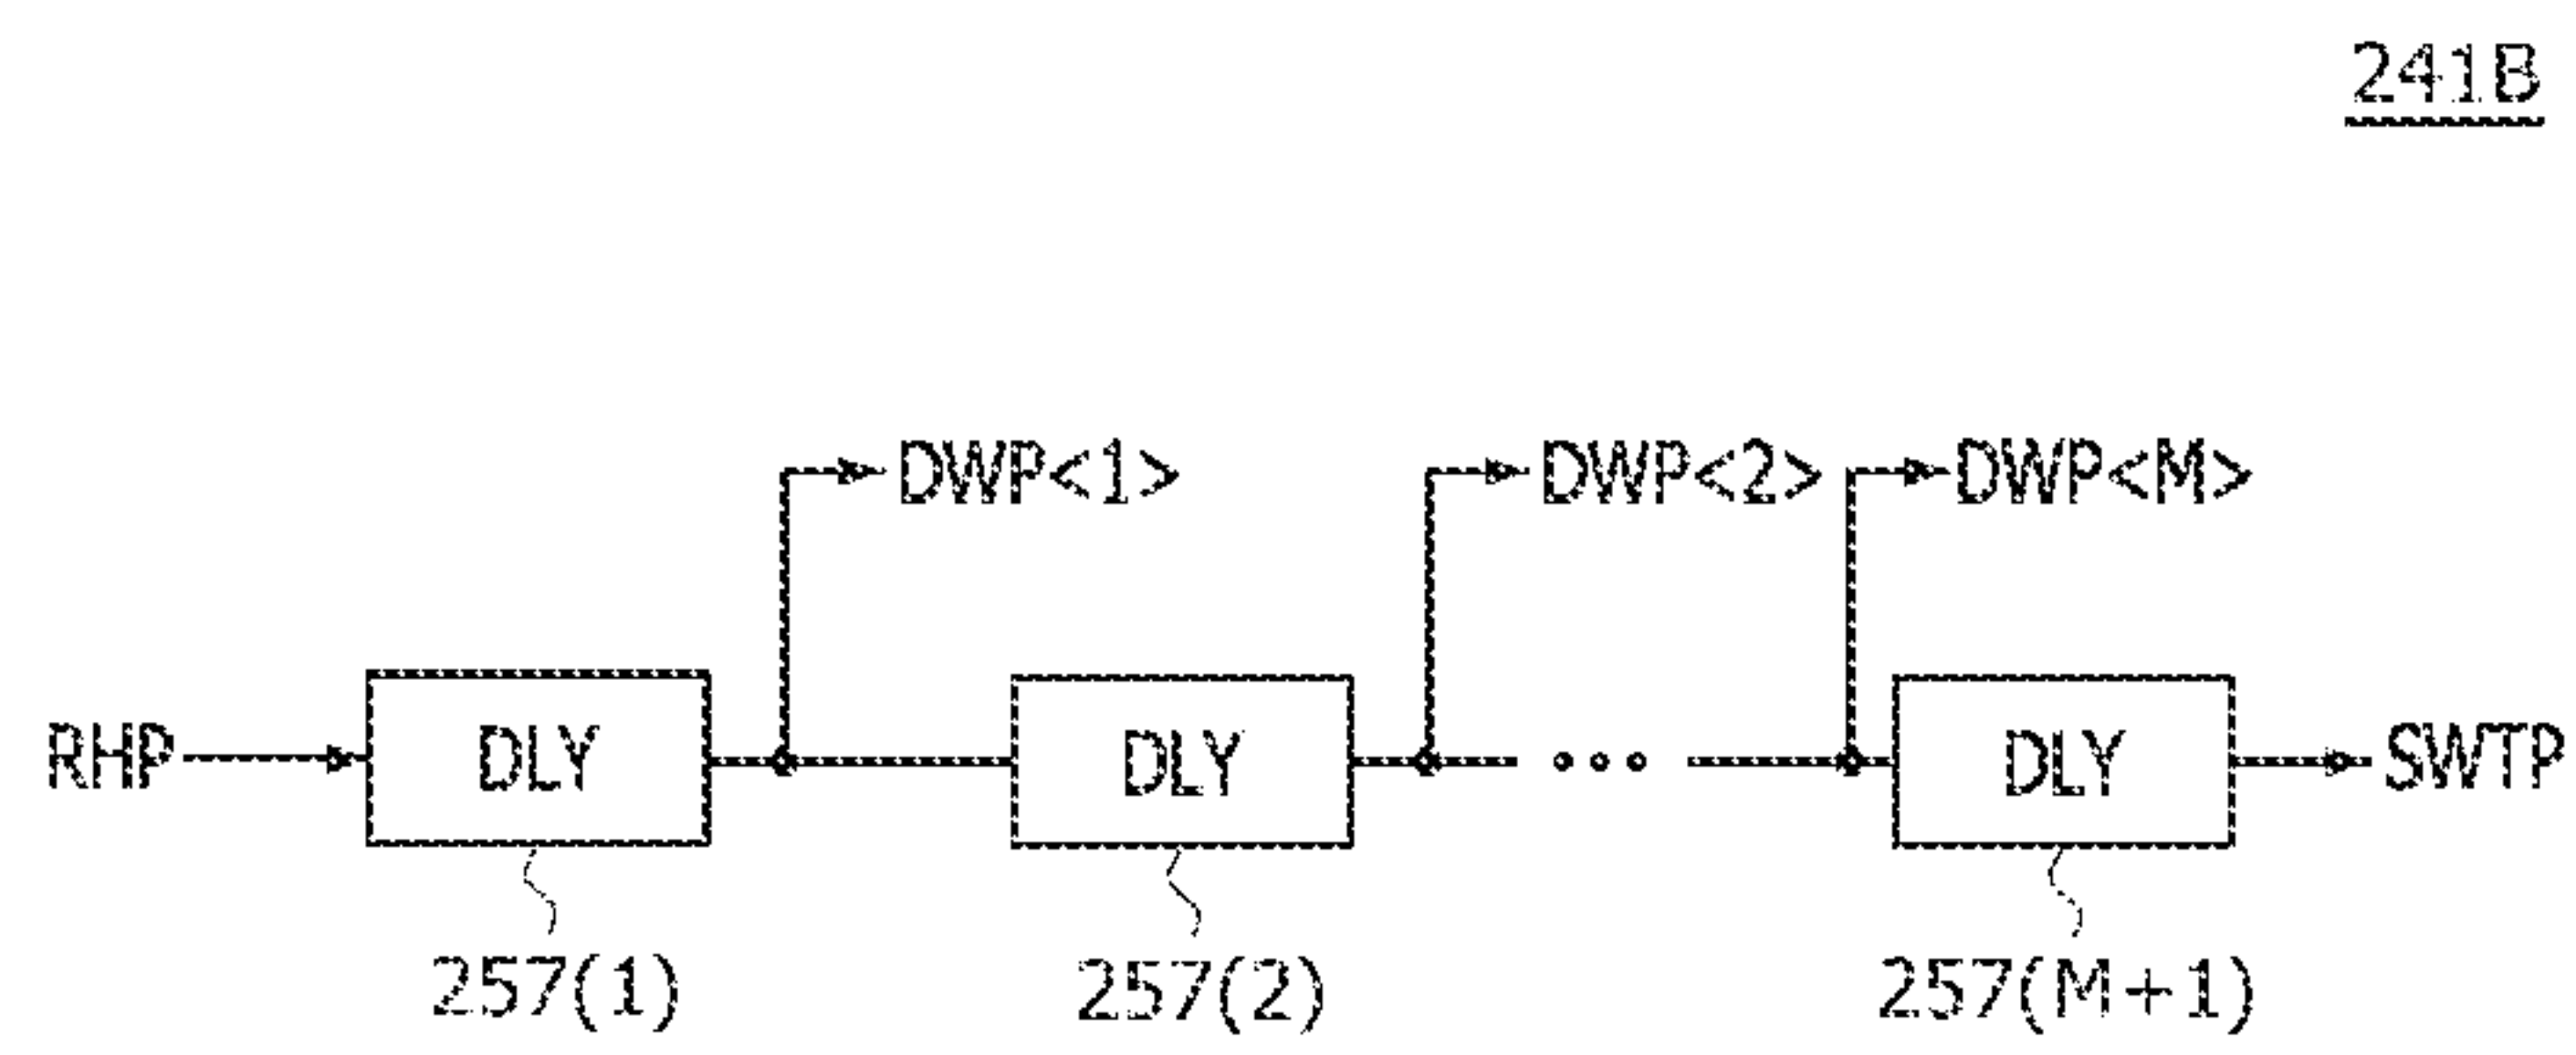 241B
DWP<1> DWP<2> DWP<M>
RHP DLY DLY ... DLY SWTP
257(1) 257(2) 257(M+1)